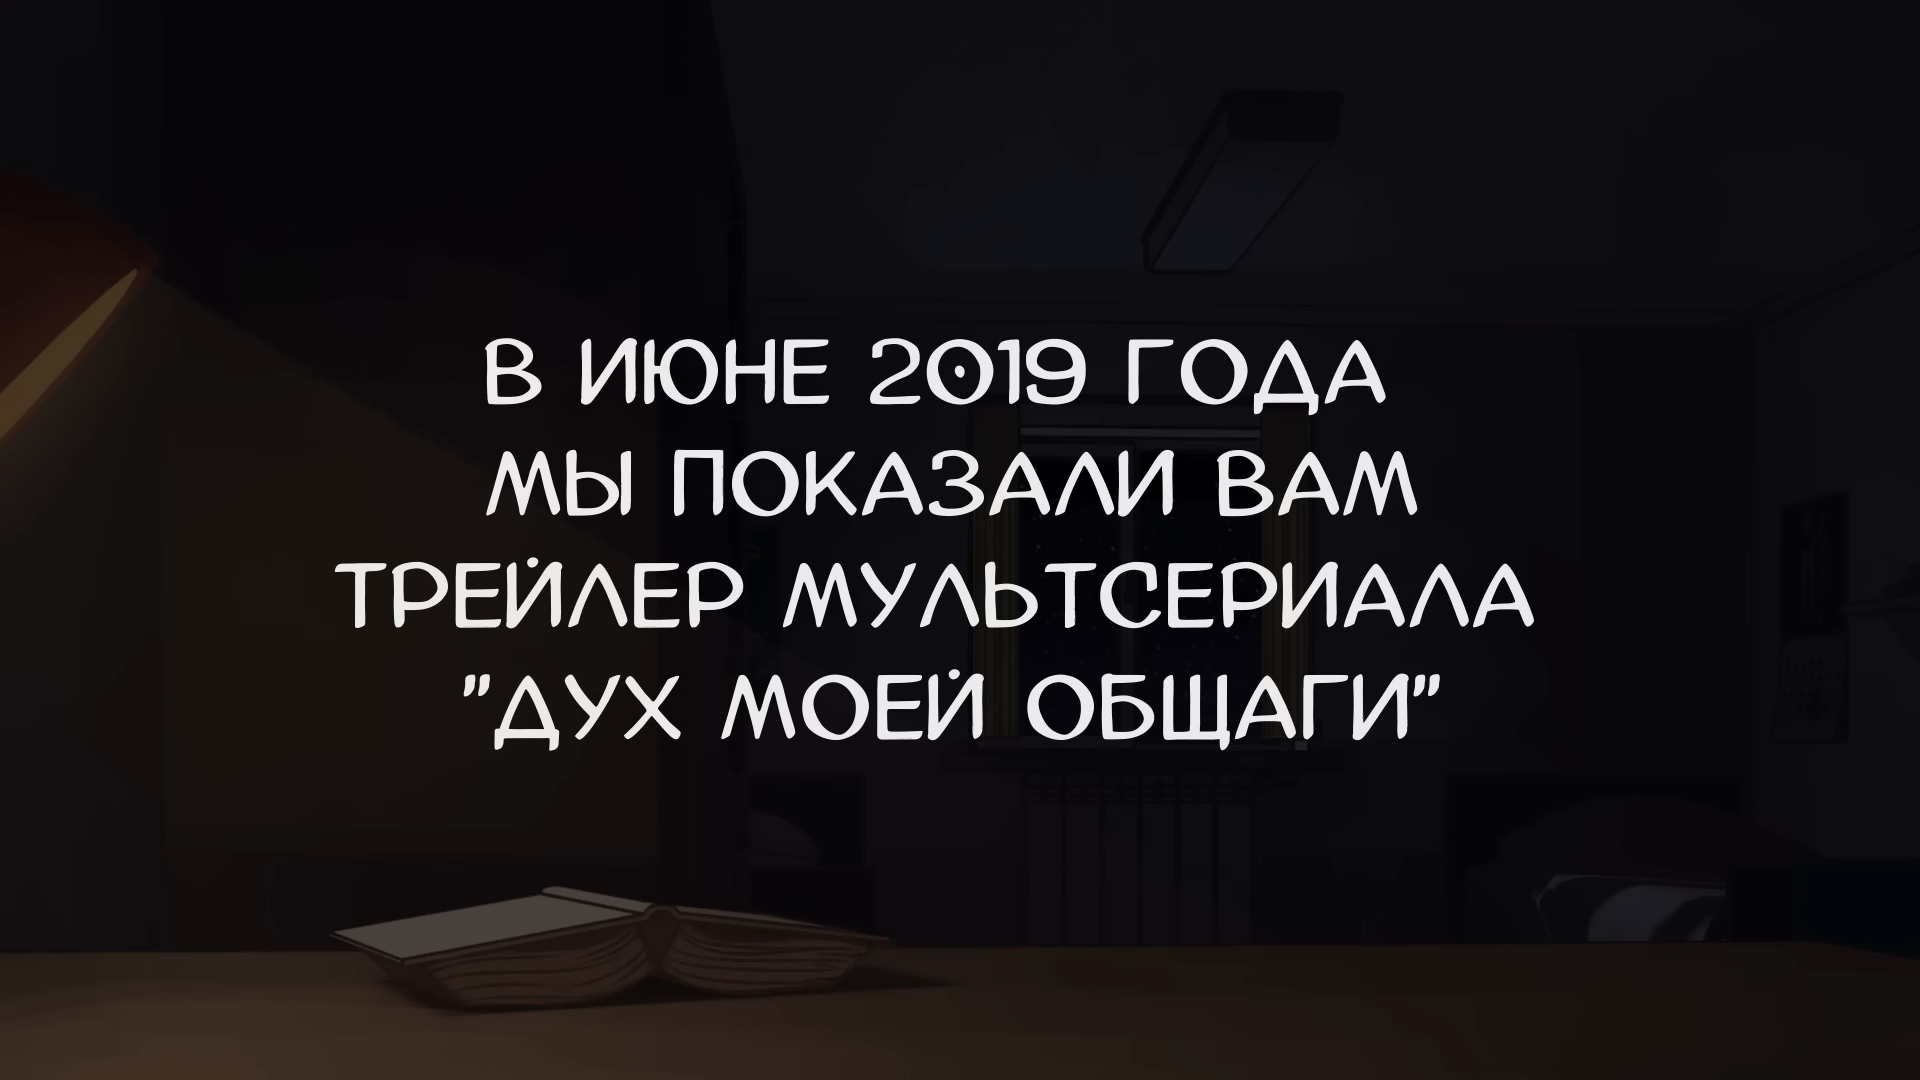 В ИЮНЕ 2019 ГОДА
МЫ ПОКАЗАЛИ ВАМ
ТРЕЙЛЕР МУЛЬТСЕРИАЛА
"ДУХ МОЕЙ ОБЩАГИ"